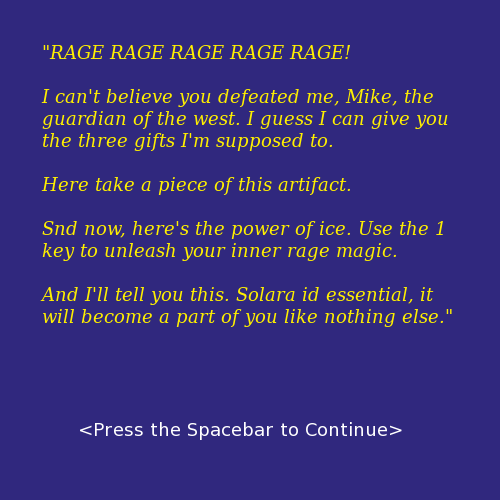 "RAGE RAGE RAGE RAGE RAGE!
I can't believe you defeated me, Mike, the
guardian of the west. I guess I can give you
the three gifts I'm supposed to.
Here take a piece of this artifact.
Snd now, here's the power of ice. Use the 1
key to unleash your inner rage magic.
And I'll tell you this. Solara id essential, it
will become a part of you like nothing else."
<Press the Spacebar to Continue>